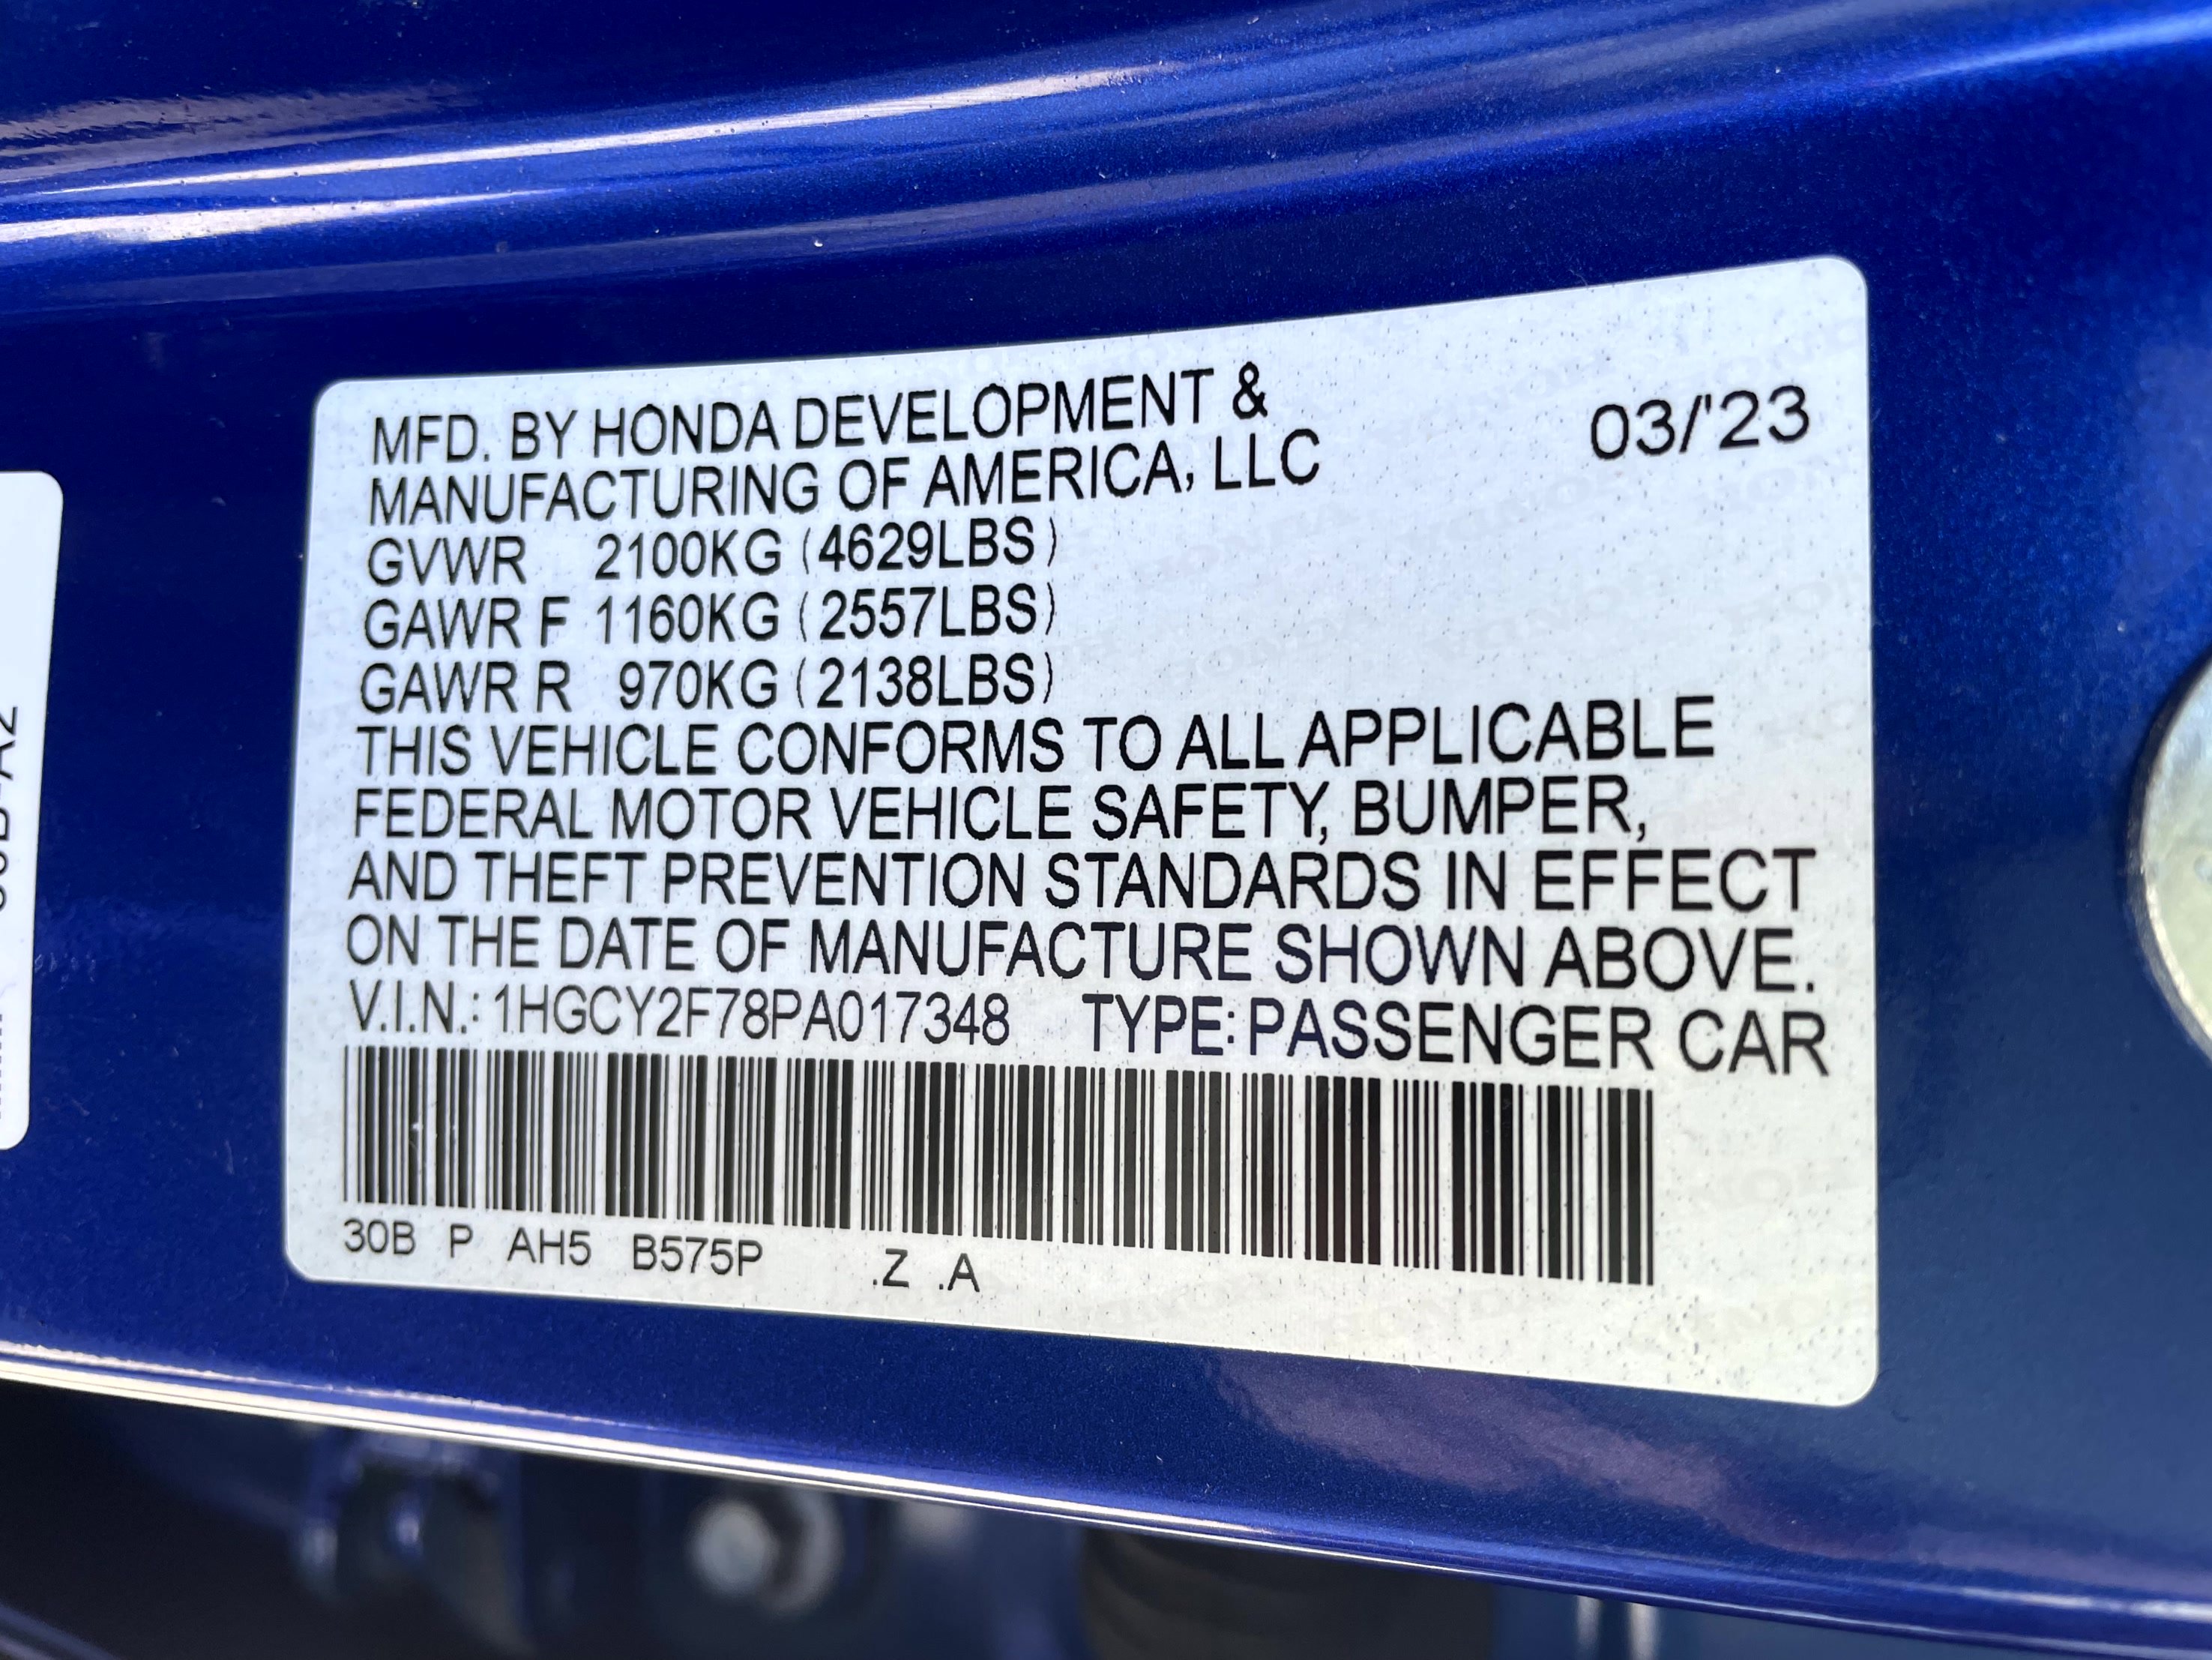 MFD. BY HONDA DEVELOPMENT &
MANUFACTURING OF AMERICA, LLC
03/'23
GVWR 2100KG (4629LBS)
GAWR F 1160KG (2557LBS)
GAWR R 970KG (2138LBS)
THIS VEHICLE CONFORMS TO ALL APPLICABLE
FEDERAL MOTOR VEHICLE SAFETY, BUMPER,
AND THEFT PREVENTION STANDARDS IN EFFECT
ON THE DATE OF MANUFACTURE SHOWN ABOVE.
V.I.N.: 1HGCY2F78PA017348 TYPE: PASSENGER CAR
30B P AH5 B575P .Z .A